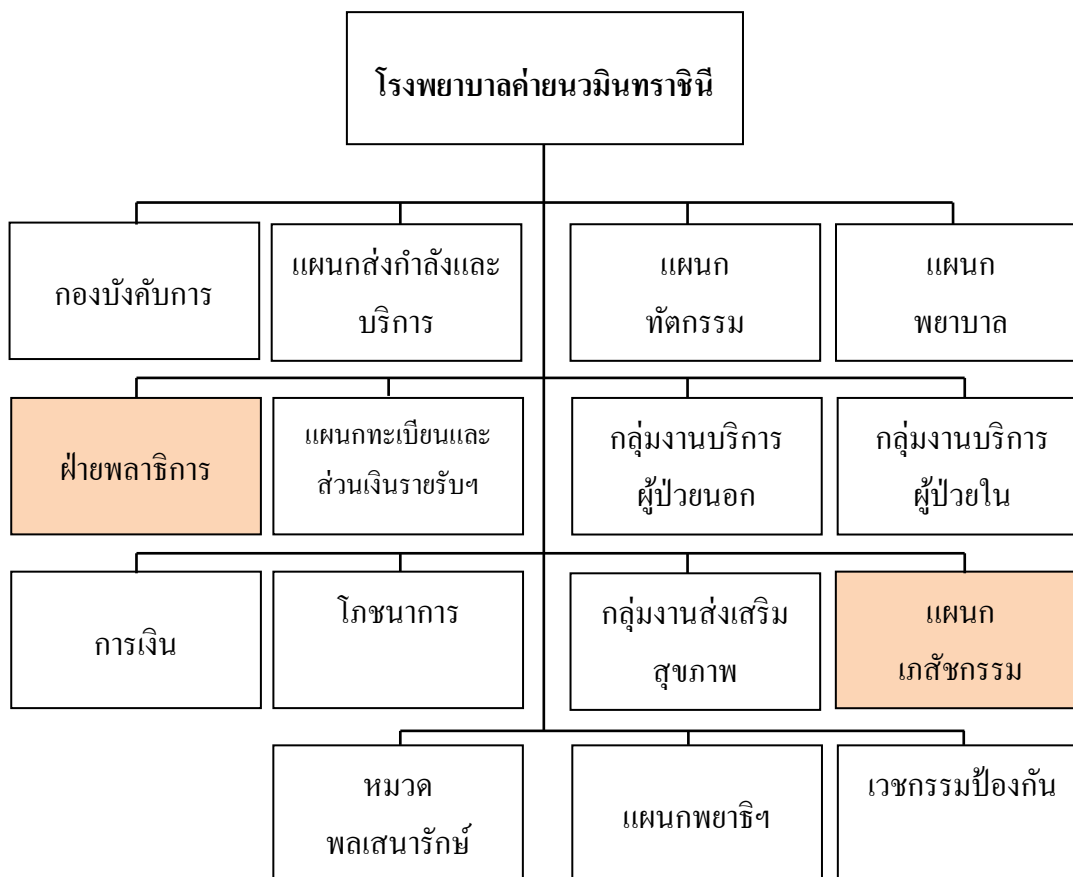 โรงพยาบาลค่ายนวมินทราชินี
กองบังคับการ
แผนกส่งกำลังและ
บริการ
แผนก
ทัตกรรม
แผนก
พยาบาล
ฝ่ายพลาธิการ
แผนกทะเบียนและ
ส่วนเงินรายรับฯ
กลุ่มงานบริการ
ผู้ป่วยนอก
กลุ่มงานบริการ
ผู้ป่วยใน
การเงิน
โภชนาการ
กลุ่มงานส่งเสริม
สุขภาพ
แผนก
เภสัชกรรม
หมวด
พลเสนารักษ์
แผนกพยาธิฯ
เวชกรรมป้องกัน